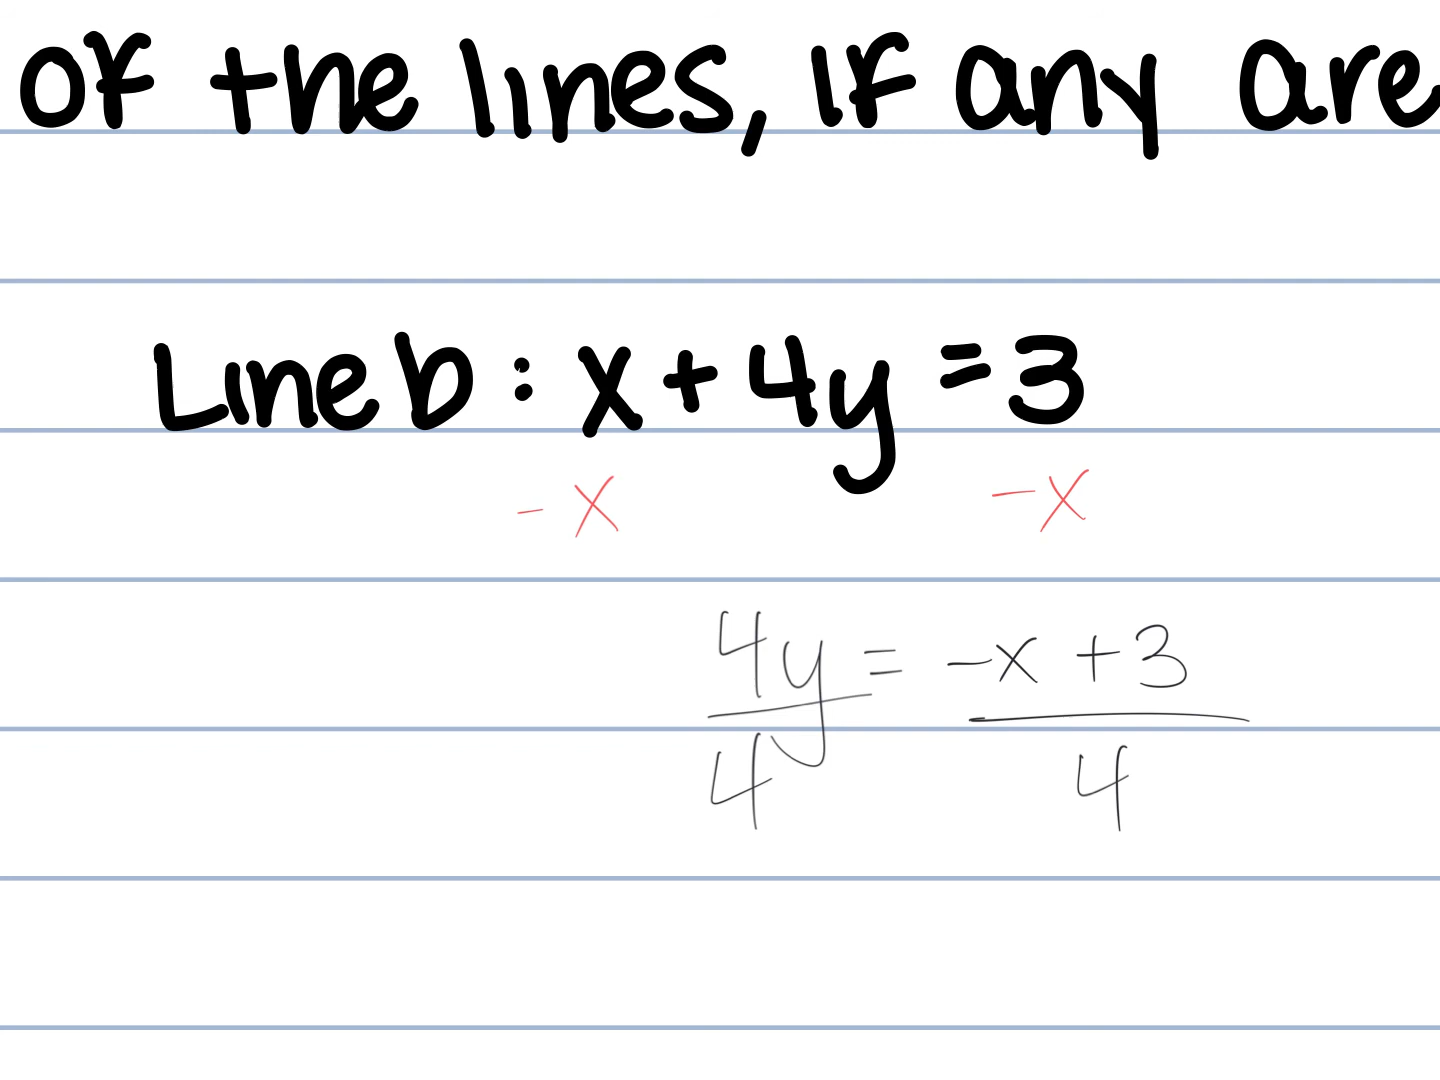 of the lines, if any are
Line b : x + 4y = 3
- x - x
4y = -x + 3
4 4